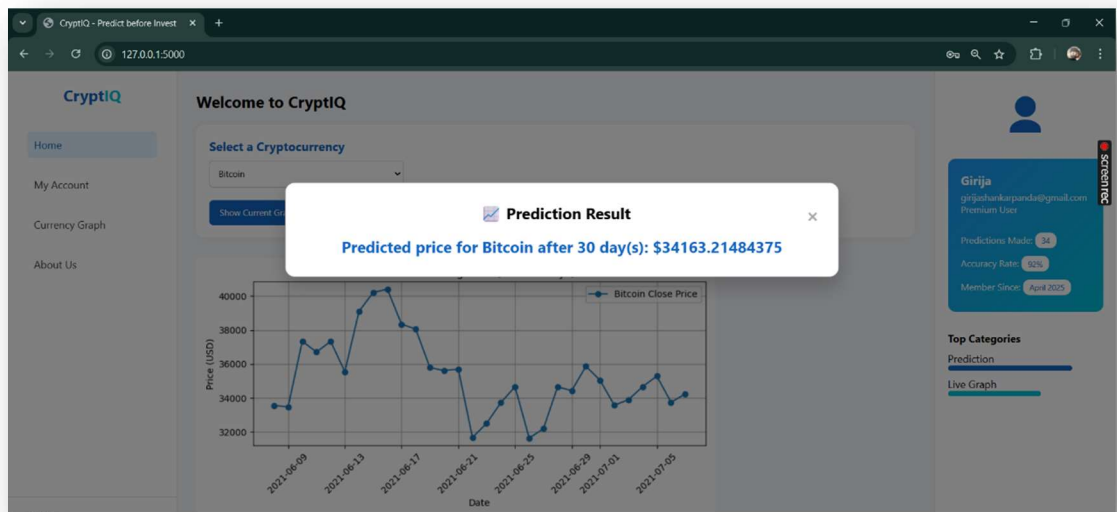 CryptIQ - Predict before Invest
127.0.0.1:5000
CryptIQ
Home
My Account
Currency Graph
About Us
Welcome to CryptIQ
Select a Cryptocurrency
Bitcoin
Show Current
Prediction Result
Predicted price for Bitcoin after 30 day(s): $34163.21484375
Bitcoin Close Price
Price (USD)
40000
38000
36000
34000
32000
2021-06-09
2021-06-13
2021-06-17
2021-06-21
2021-06-25
2021-06-29
2021-07-01
2021-07-05
Date
Girija
girijashankarpanda@gmail.com
Premium User
Predictions Made: 34
Accuracy Rate: 92%
Member Since: April 2025
Top Categories
Prediction
Live Graph
screenrec